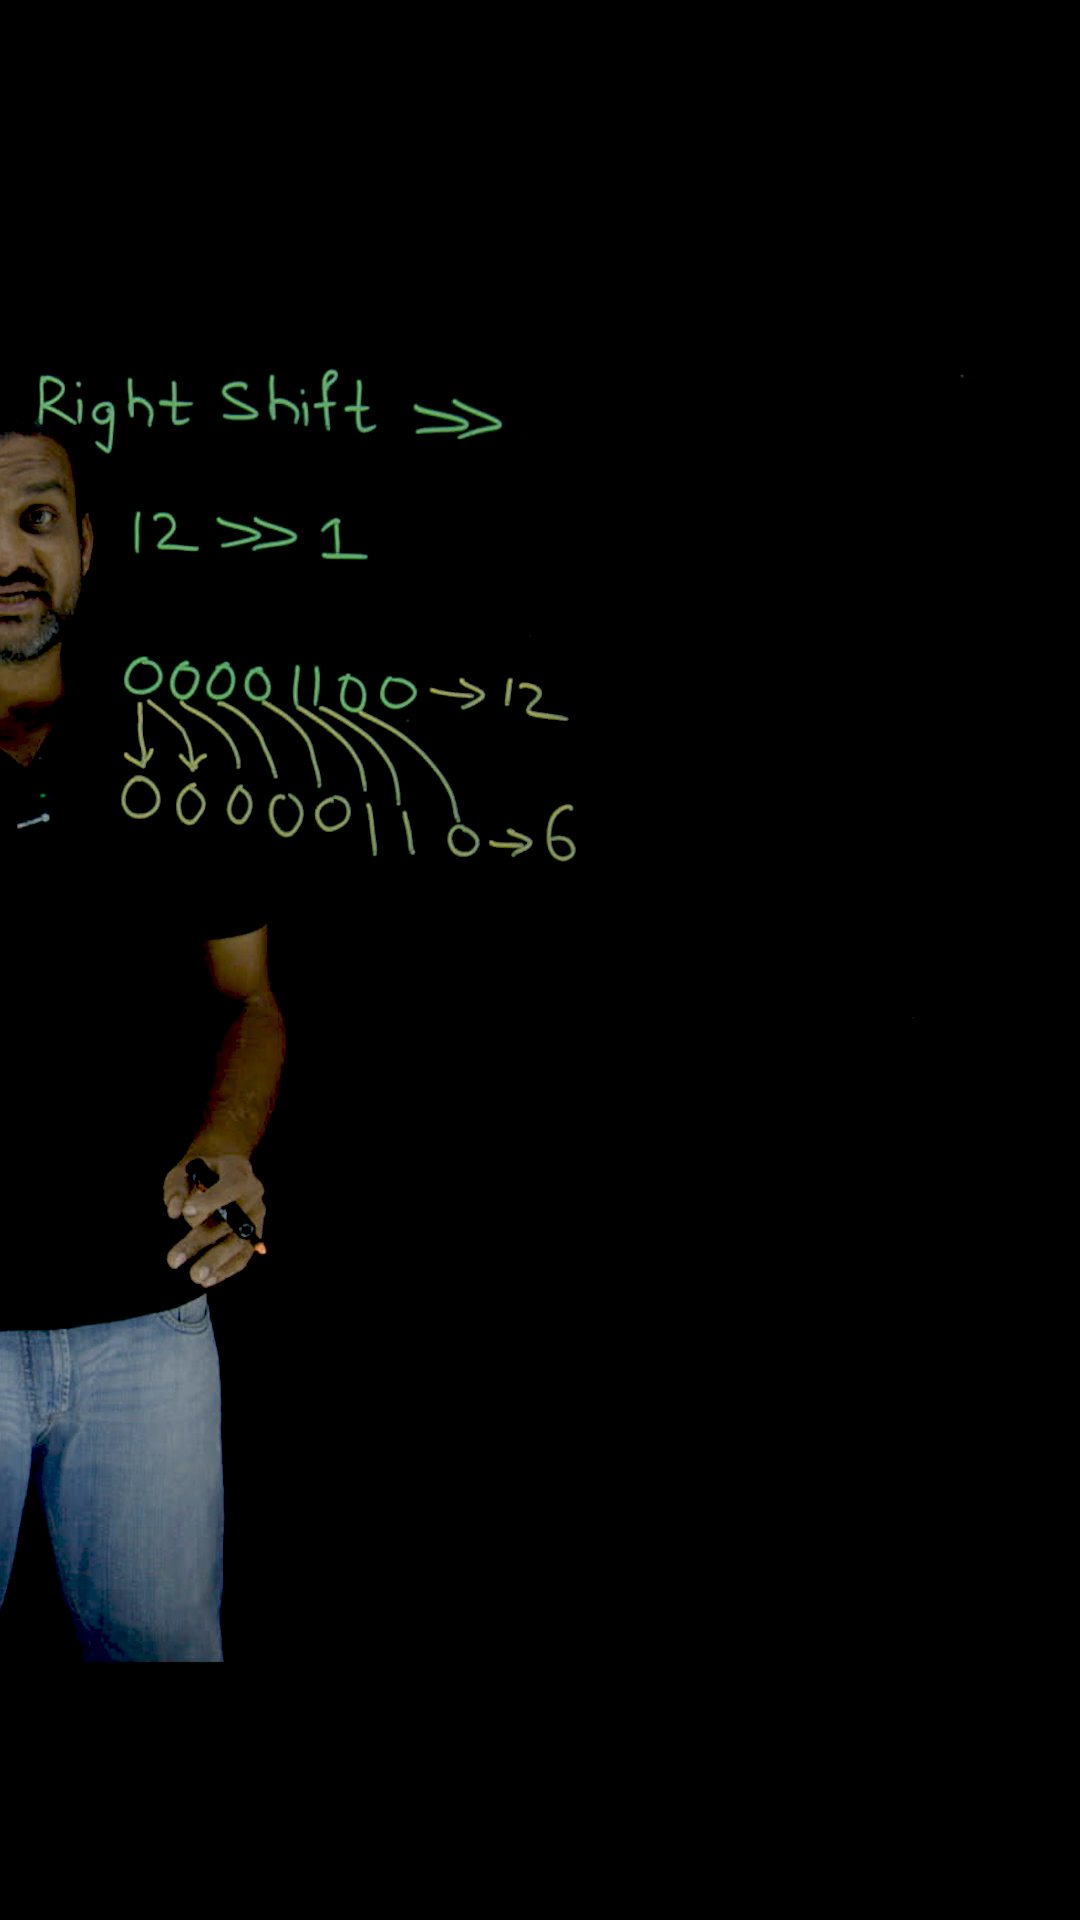 Right Shift >>
12 >> 1
00001100 → 12
00000110 → 6